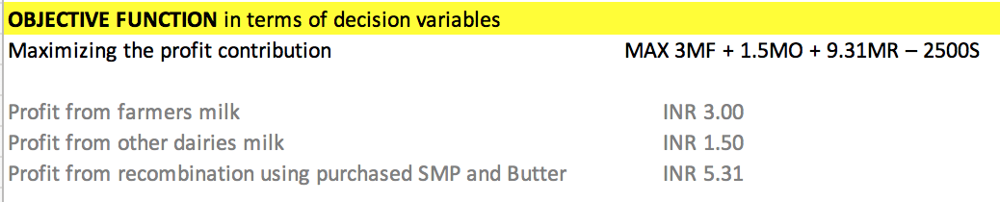 OBJECTIVE FUNCTION in terms of decision variables
Maximizing the profit contribution MAX 3MF + 1.5MO + 9.31MR – 2500S
Profit from farmers milk INR 3.00
Profit from other dairies milk INR 1.50
Profit from recombination using purchased SMP and Butter INR 5.31